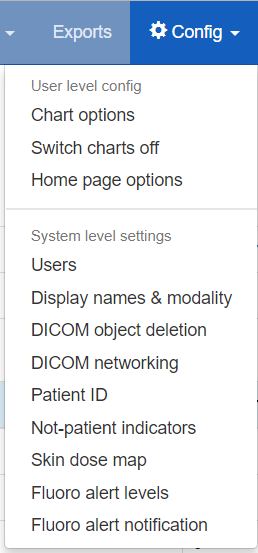 Exports
Config
User level config
Chart options
Switch charts off
Home page options
System level settings
Users
Display names & modality
DICOM object deletion
DICOM networking
Patient ID
Not-patient indicators
Skin dose map
Fluoro alert levels
Fluoro alert notification